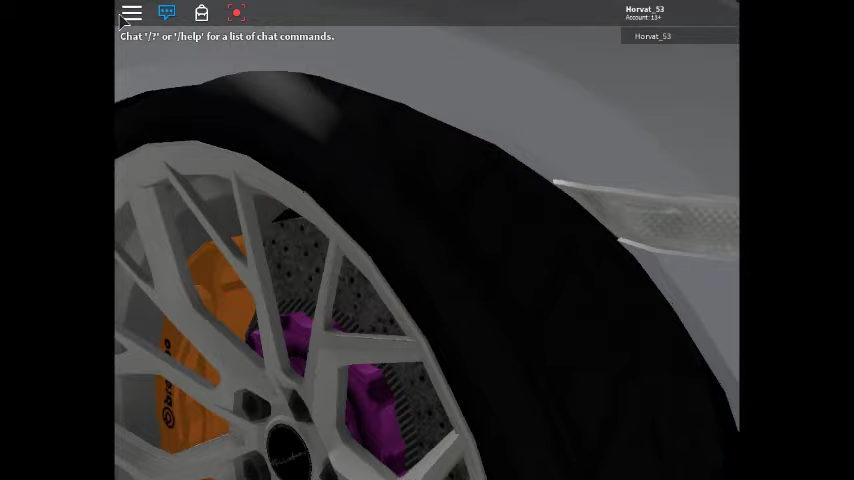 Horvat_53
Account: 13+
Chat '/?' or '/help' for a list of chat commands.
Horvat_53